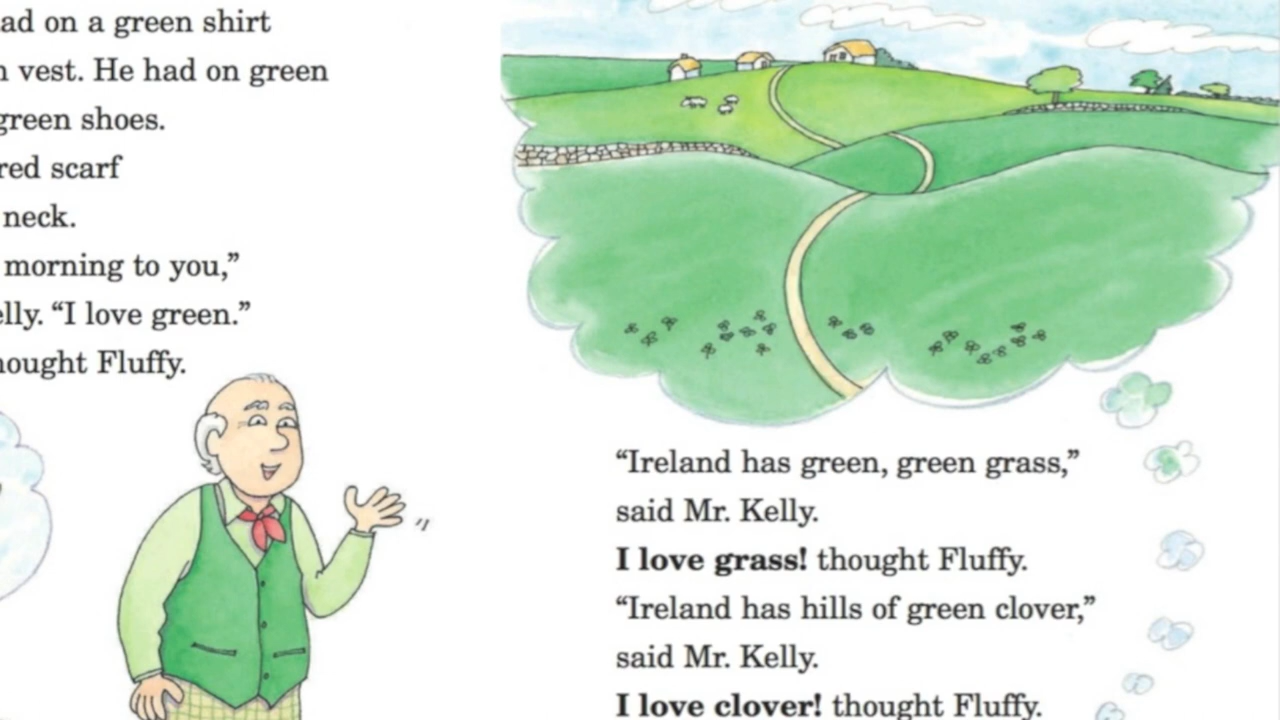 ad on a green shirt
vest. He had on green
green shoes.
red scarf
neck.
morning to you,”
elly. “I love green.”
hought Fluffy.
“Ireland has green, green grass,”
said Mr. Kelly.
I love grass! thought Fluffy.
“Ireland has hills of green clover,”
said Mr. Kelly.
I love clover! thought Fluffy.